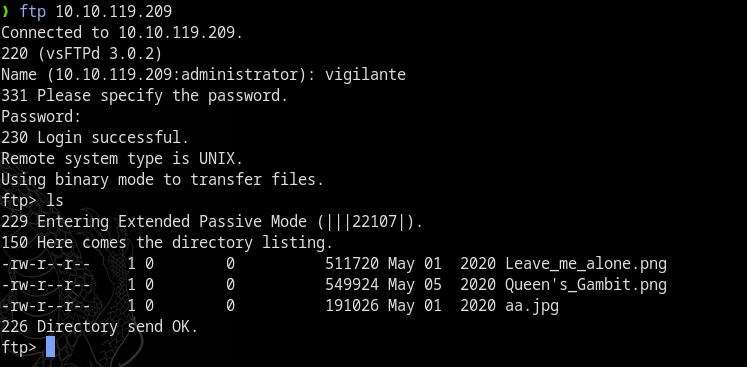 ❯ ftp 10.10.119.209
Connected to 10.10.119.209.
220 (vsFTPd 3.0.2)
Name (10.10.119.209:administrator): vigilante
331 Please specify the password.
Password:
230 Login successful.
Remote system type is UNIX.
Using binary mode to transfer files.
ftp> ls
229 Entering Extended Passive Mode (|||22107|).
150 Here comes the directory listing.
-rw-r--r--    1 0        0          511720 May 01  2020 Leave_me_alone.png
-rw-r--r--    1 0        0          549924 May 05  2020 Queen's_Gambit.png
-rw-r--r--    1 0        0          191026 May 01  2020 aa.jpg
226 Directory send OK.
ftp>